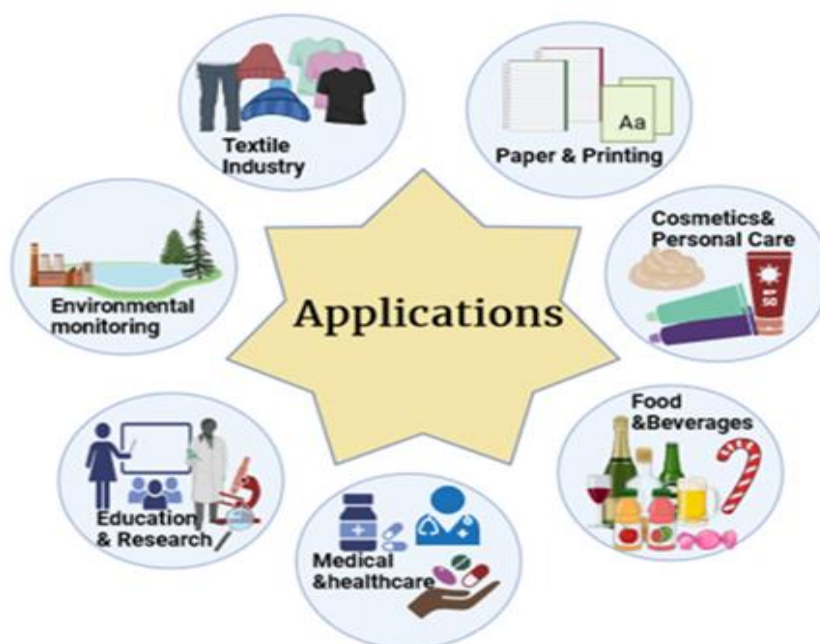 Textile
Industry
Aa
Paper & Printing
Cosmetics&
Personal Care
Environmental
monitoring
Applications
Food
&Beverages
Education
& Research
Medical
&healthcare